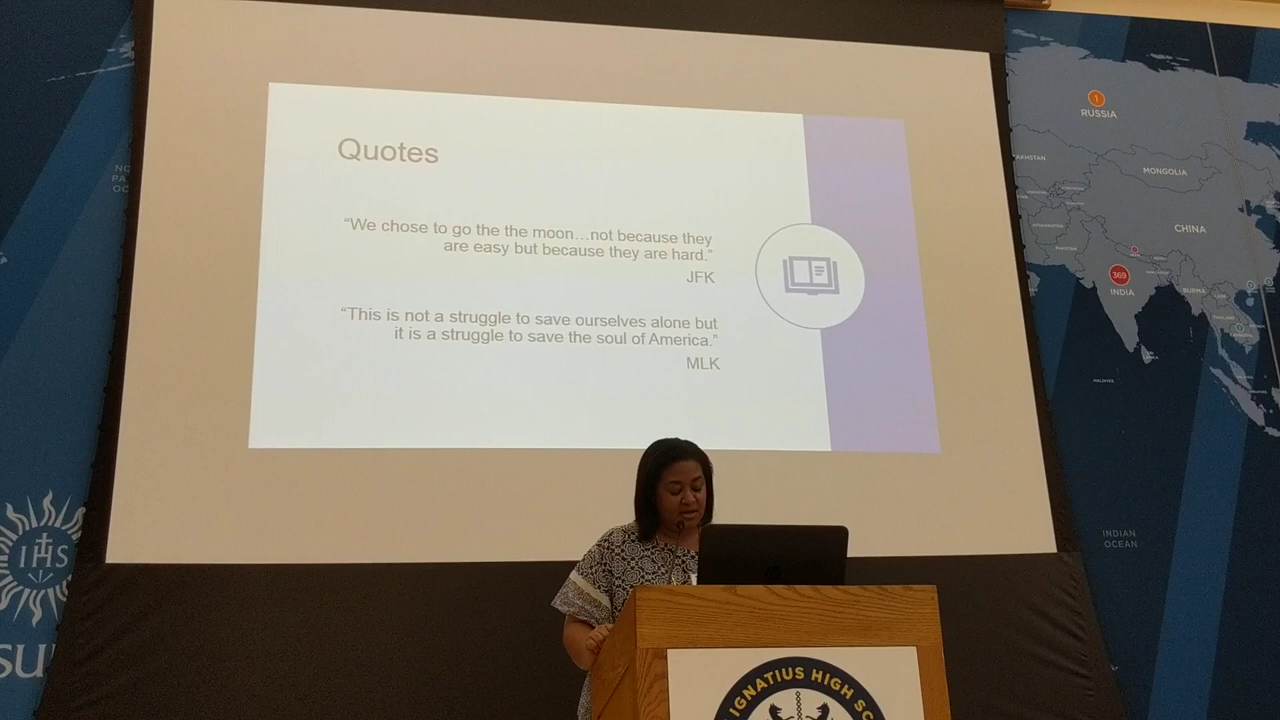 Quotes
“We chose to go the the moon...not because they
are easy but because they are hard.”
JFK
“This is not a struggle to save ourselves alone but
it is a struggle to save the soul of America.”
MLK
1
RUSSIA
MONGOLIA
CHINA
369
INDIA
BURMA
MALDIVES
INDIAN
OCEAN
IHS
SU
IGNATIUS HIGH SC